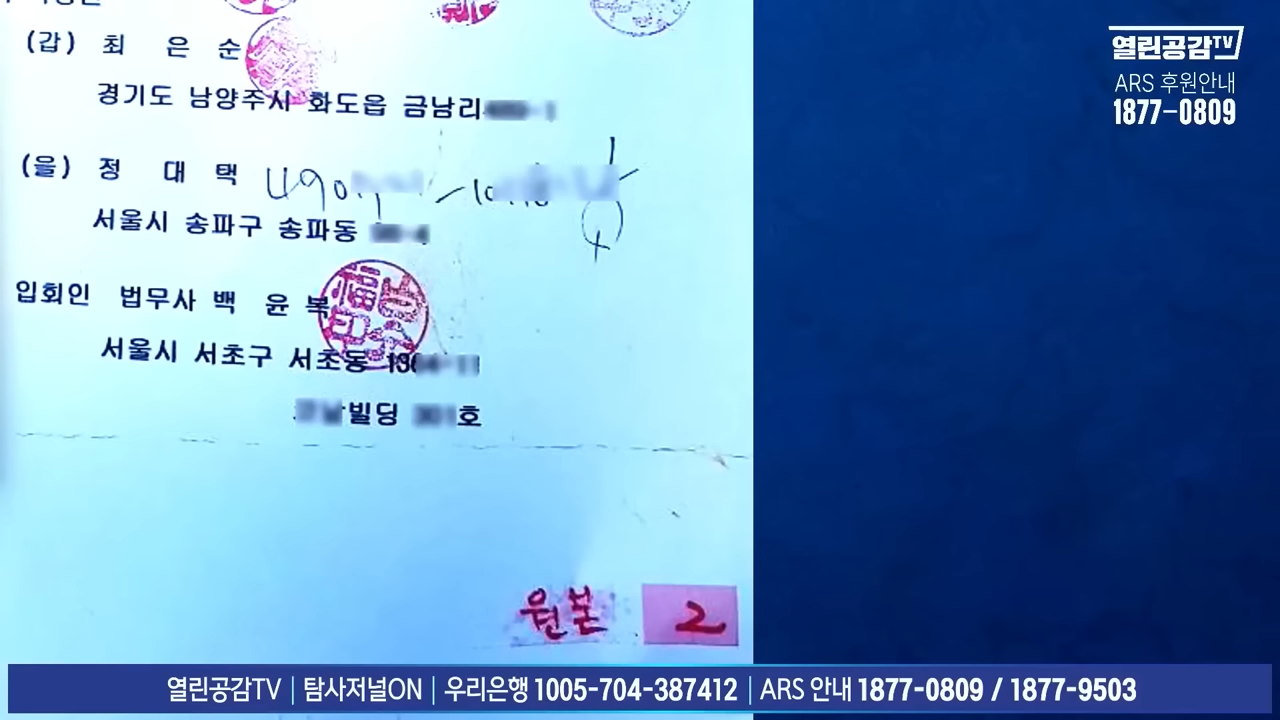 (갑) 최 은 순
경기도 남양주시 화도읍 금남리
(을) 정 대 택
서울시 송파구 송파동
입회인 법무사 백 윤 복
서울시 서초구 서초동
빌딩 호
원본 2
열린공감TV
ARS 후원안내
1877-0809
열린공감TV | 탐사저널ON | 우리은행 1005-704-387412 | ARS 안내 1877-0809 / 1877-9503